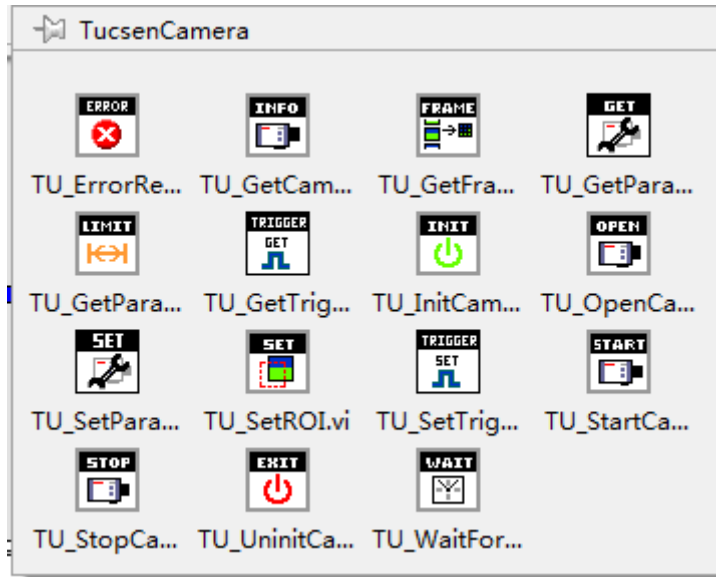 TucsenCamera
ERROR INFO FRAME GET
TU_ErrorRe... TU_GetCam... TU_GetFra... TU_GetPara...
LIMIT TRIGGER GET INIT OPEN
TU_GetPara... TU_GetTrig... TU_InitCam... TU_OpenCa...
SET SET TRIGGER SET START
TU_SetPara... TU_SetROI.vi TU_SetTrig... TU_StartCa...
STOP EXIT WAIT
TU_StopCa... TU_UninitCa... TU_WaitFor...